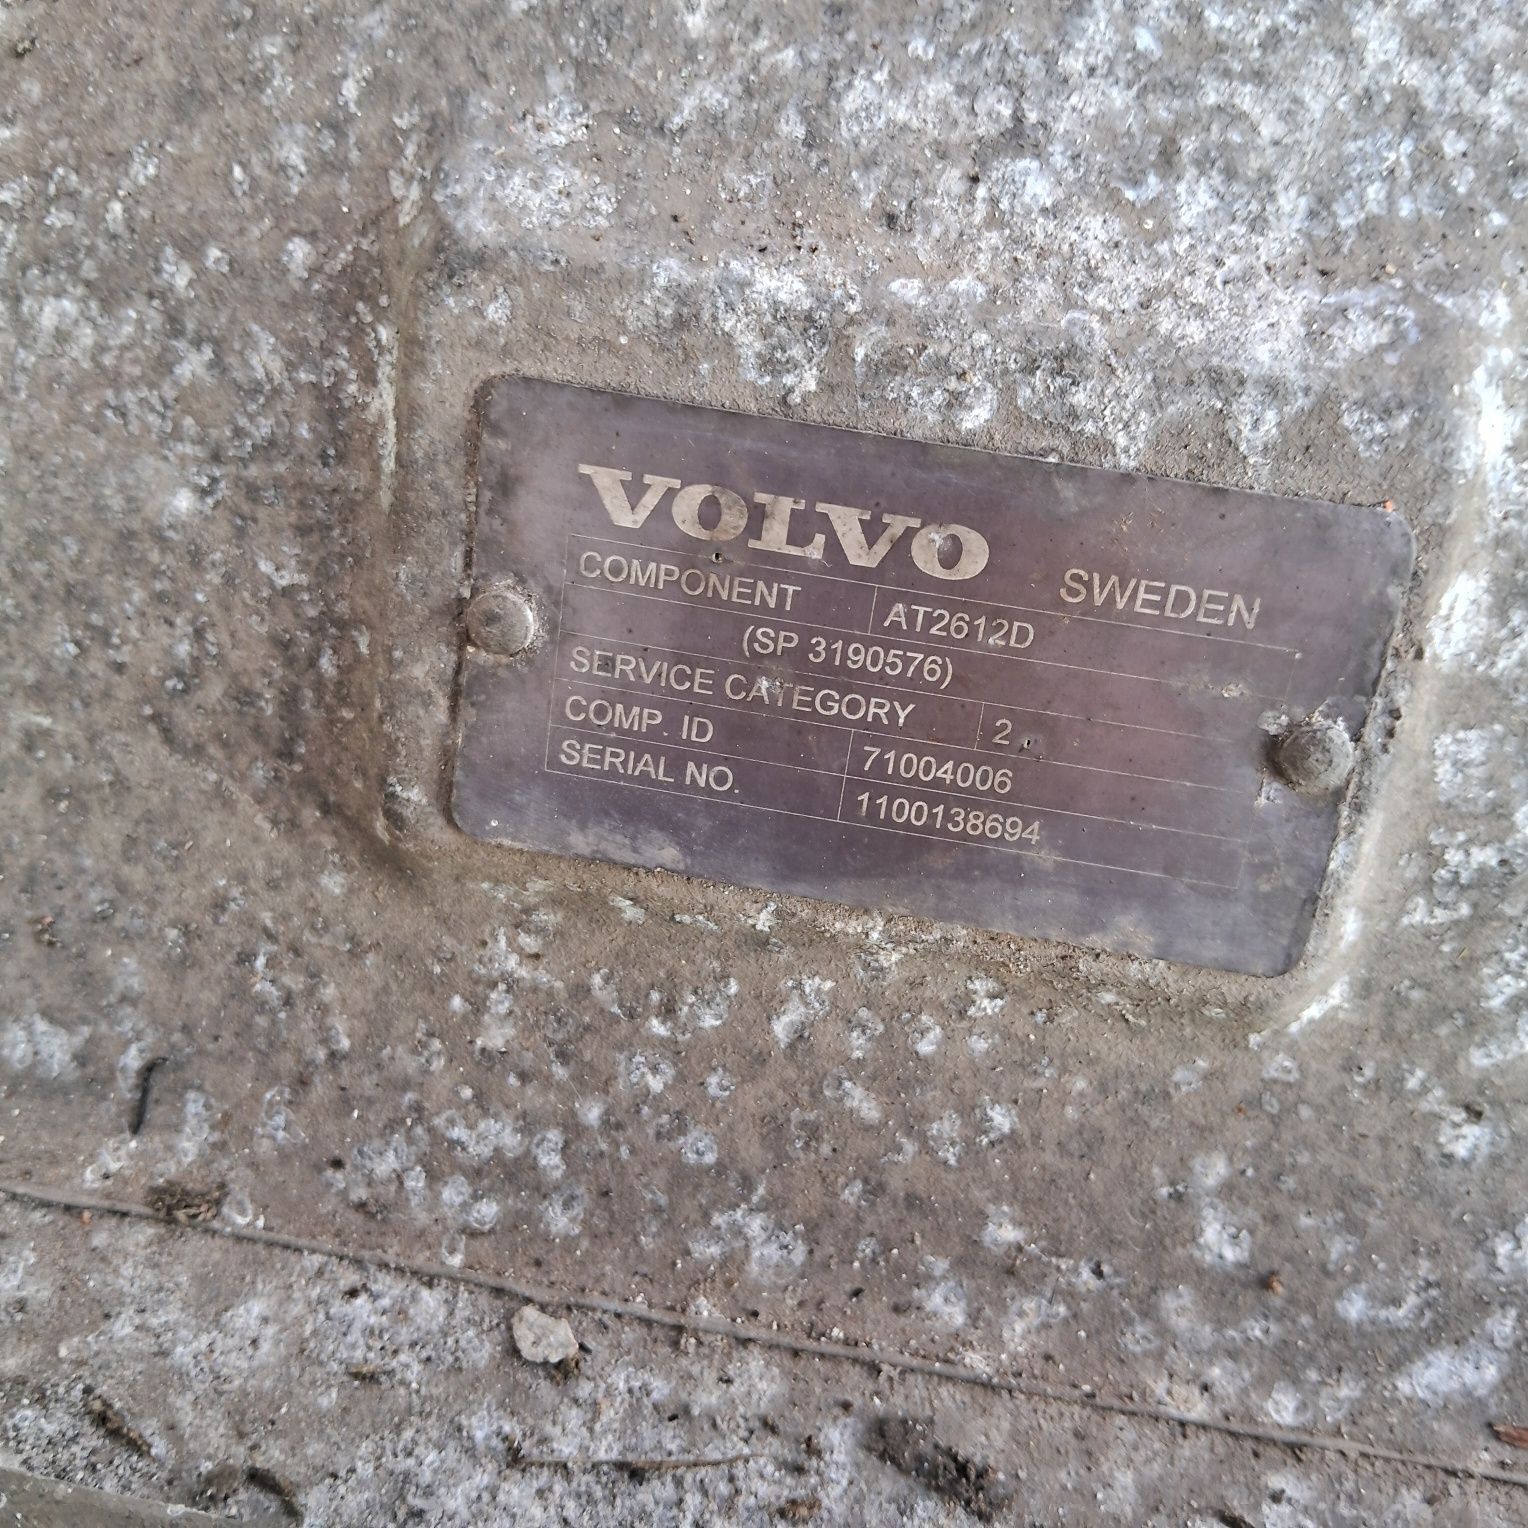 VOLVO SWEDEN
COMPONENT AT2612D
(SP 3190576)
SERVICE CATEGORY 2
COMP. ID 71004006
SERIAL NO. 1100138694